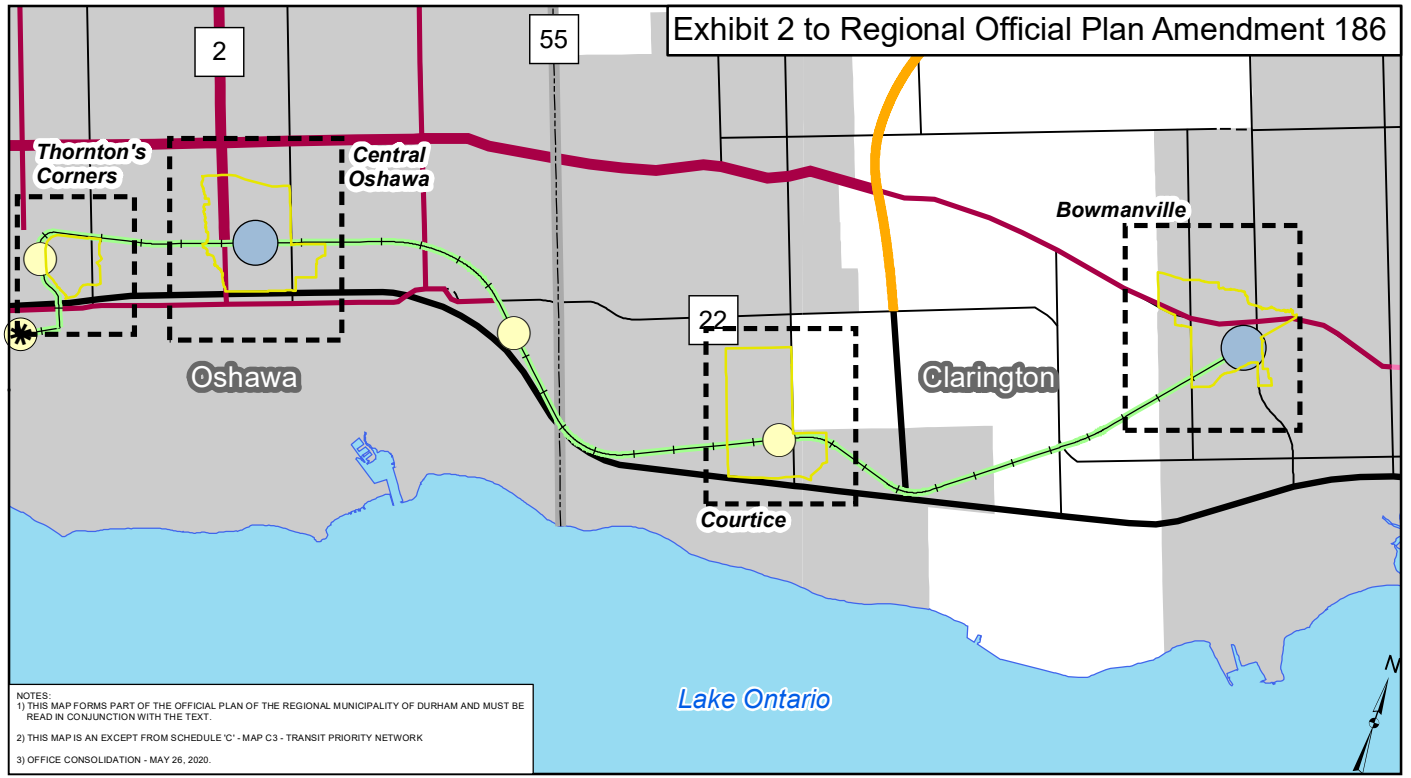 Exhibit 2 to Regional Official Plan Amendment 186
2
55
Thornton's
Corners
Central
Oshawa
Bowmanville
22
Oshawa
Clarington
Courtice
Lake Ontario
N
NOTES:
1) THIS MAP FORMS PART OF THE OFFICIAL PLAN OF THE REGIONAL MUNICIPALITY OF DURHAM AND MUST BE
READ IN CONJUNCTION WITH THE TEXT.
2) THIS MAP IS AN EXCEPT FROM SCHEDULE 'C' - MAP C3 - TRANSIT PRIORITY NETWORK
3) OFFICE CONSOLIDATION - MAY 26, 2020.